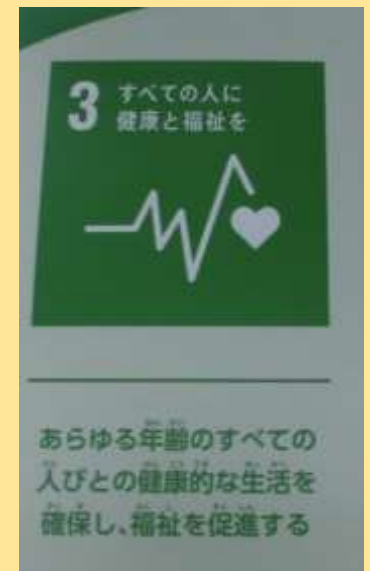 3 すべての人に
健康と福祉を
あらゆる年齢のすべての
人びとの健康的な生活を
確保し、福祉を促進する